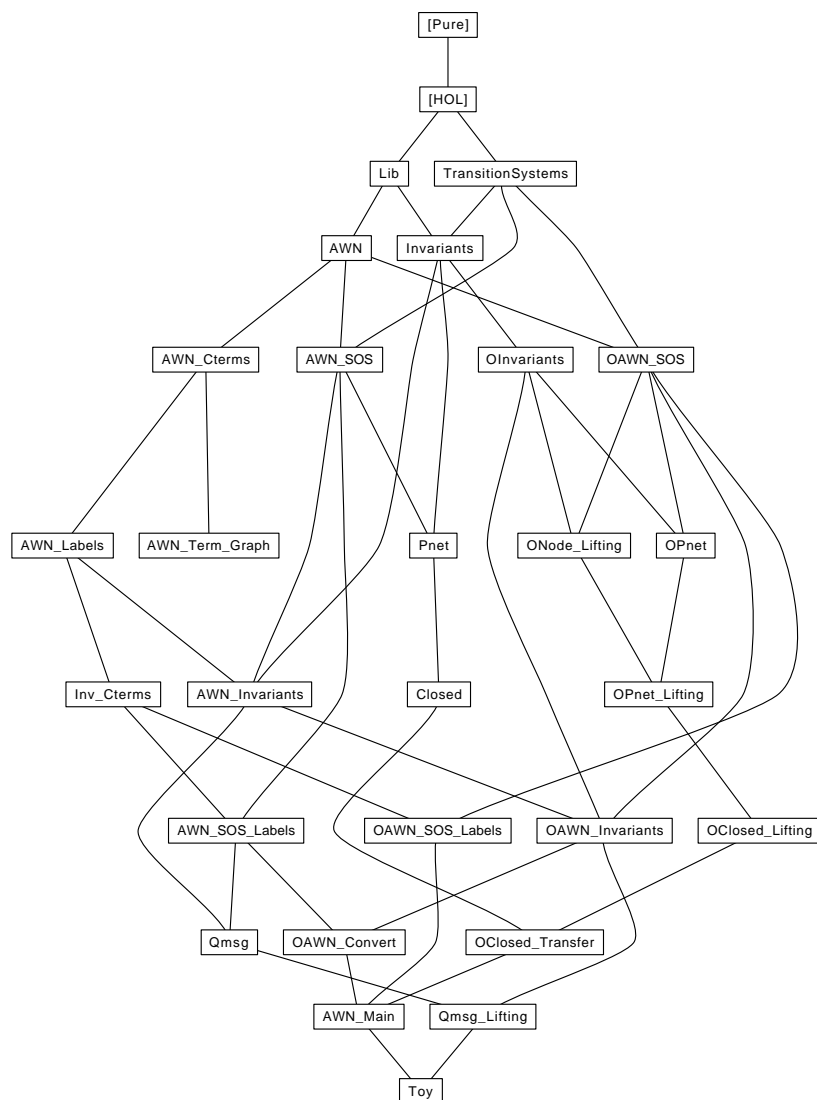 [Pure]
[HOL]
Lib
TransitionSystems
AWN
Invariants
AWN_Cterms
AWN_SOS
OInvariants
OAWN_SOS
AWN_Labels
AWN_Term_Graph
Pnet
ONode_Lifting
OPnet
Inv_Cterms
AWN_Invariants
Closed
OPnet_Lifting
AWN_SOS_Labels
OAWN_SOS_Labels
OAWN_Invariants
OClosed_Lifting
Qmsg
OAWN_Convert
OClosed_Transfer
AWN_Main
Qmsg_Lifting
Toy